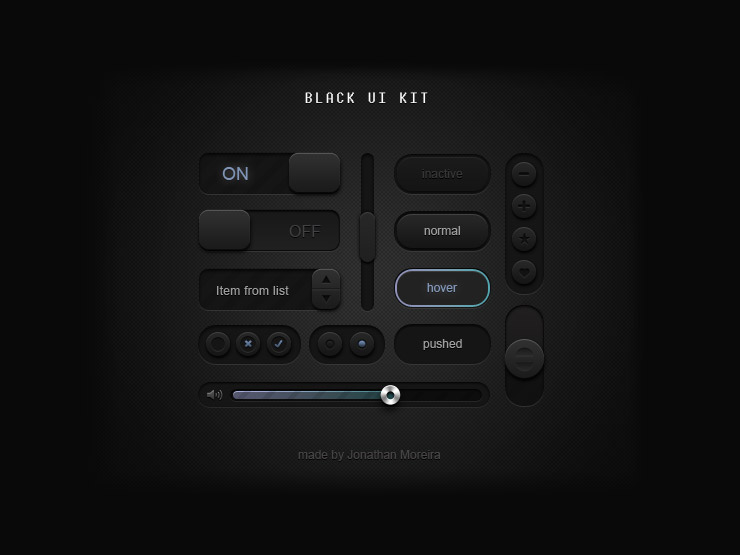 BLACK UI KIT
ON
inactive
OFF
normal
Item from list
hover
pushed
made by Jonathan Moreira